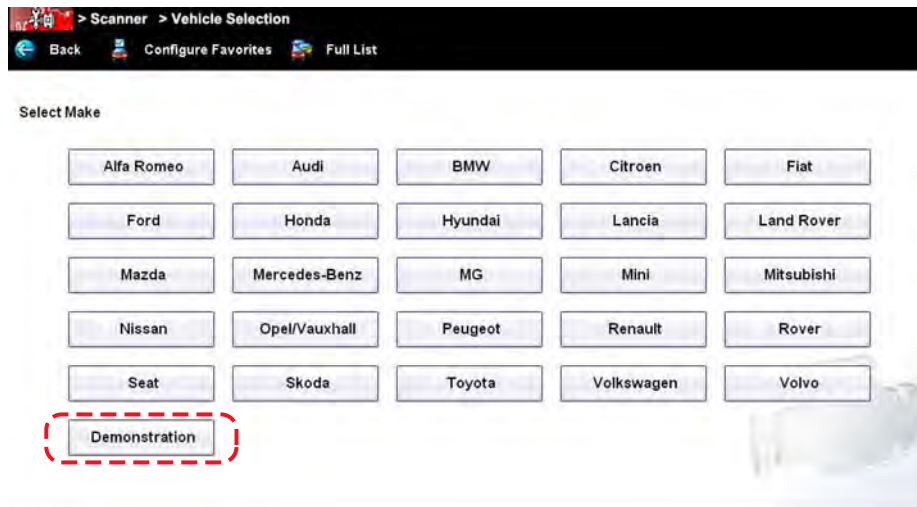 > Scanner > Vehicle Selection
Back Configure Favorites Full List
Select Make
Alfa Romeo Audi BMW Citroen Fiat
Ford Honda Hyundai Lancia Land Rover
Mazda Mercedes-Benz MG Mini Mitsubishi
Nissan Opel/Vauxhall Peugeot Renault Rover
Seat Skoda Toyota Volkswagen Volvo
Demonstration